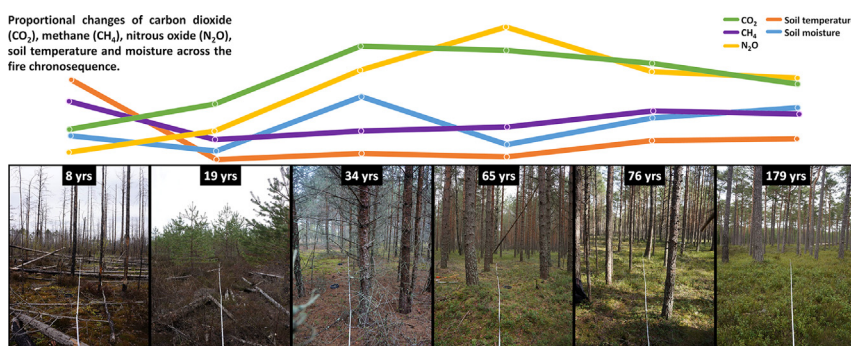 Proportional changes of carbon dioxide
(CO₂), methane (CH₄), nitrous oxide (N₂O),
soil temperature and moisture across the
fire chronosequence.
CO₂ Soil temperatur
CH₄ Soil moisture
N₂O
8 yrs 19 yrs 34 yrs 65 yrs 76 yrs 179 yrs